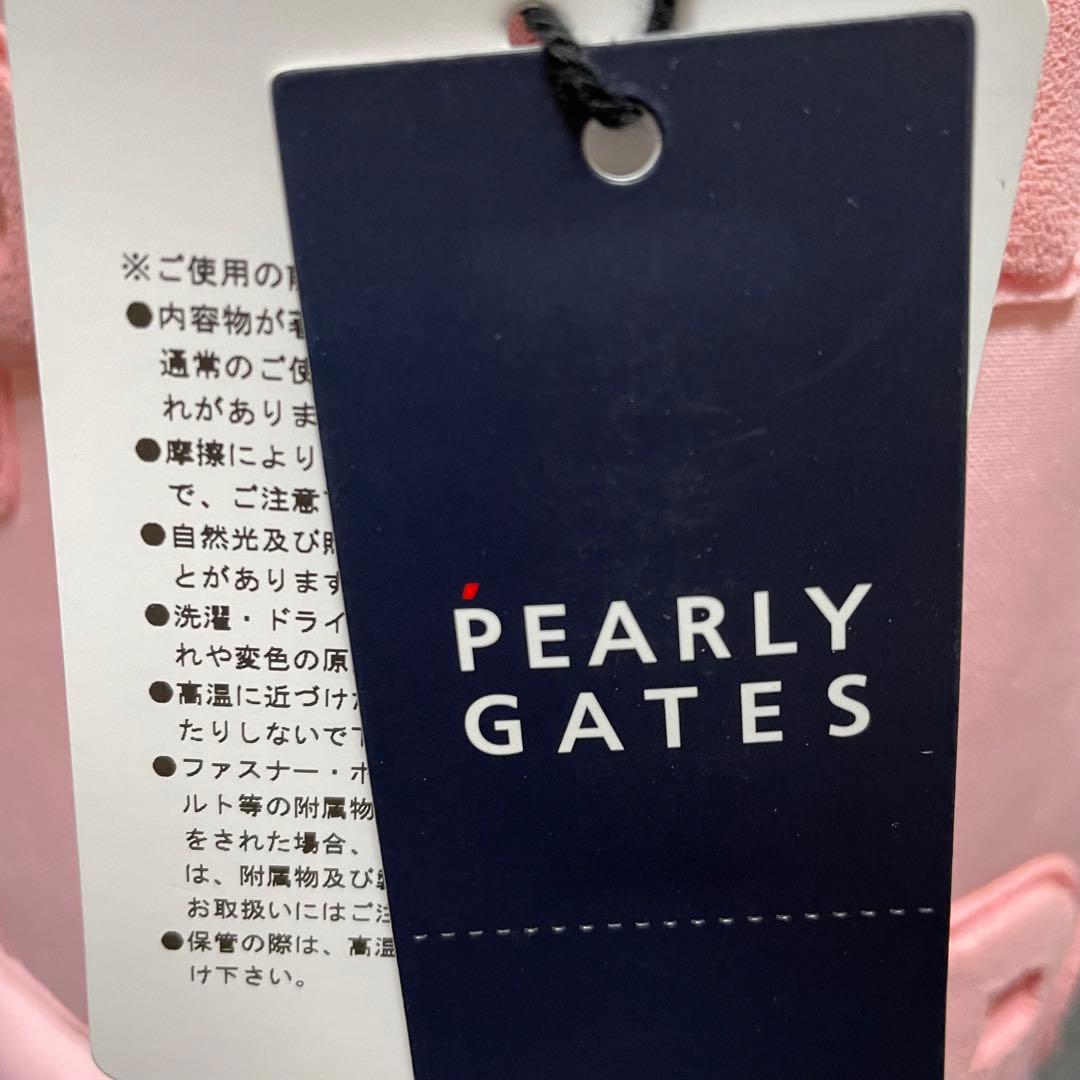 ※ご使用の
●内容物が
通常のご使
れがありま
●摩擦により
で、ご注意
●自然光及び
とがあります
●洗濯・ドライ
れや変色の原
●高温に近づけ
たりしないで
●ファスナー・ホ
ルト等の附属物
をされた場合、
は、附属物及び
お取扱いにはご注
●保管の際は、高温
け下さい。
PEARLY
GATES